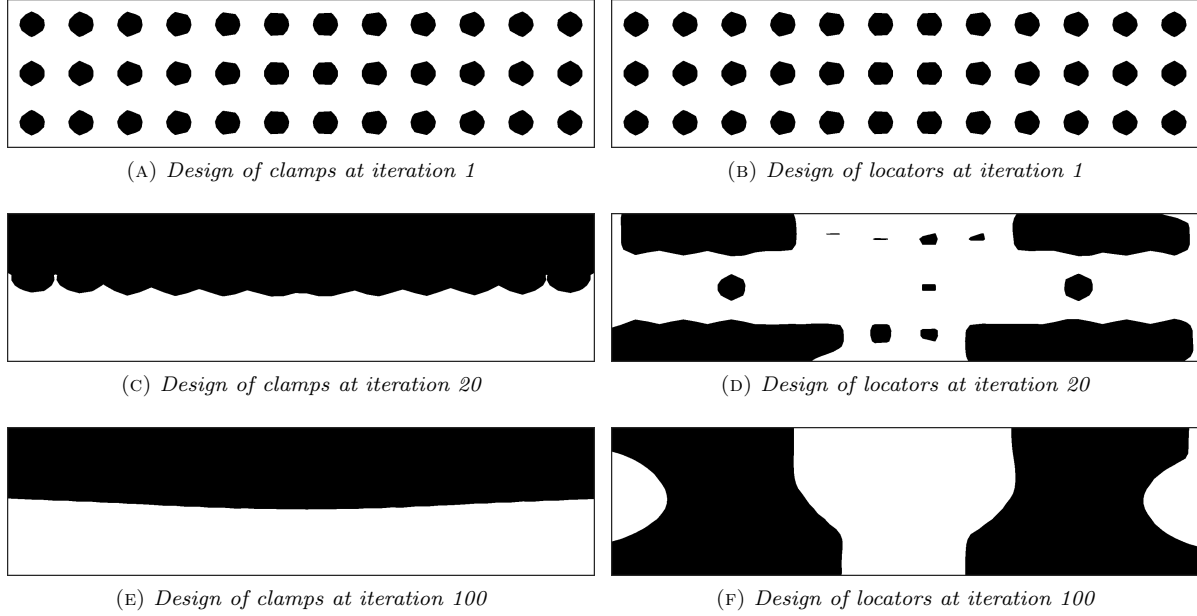 (A) Design of clamps at iteration 1
(B) Design of locators at iteration 1
(C) Design of clamps at iteration 20
(D) Design of locators at iteration 20
(E) Design of clamps at iteration 100
(F) Design of locators at iteration 100